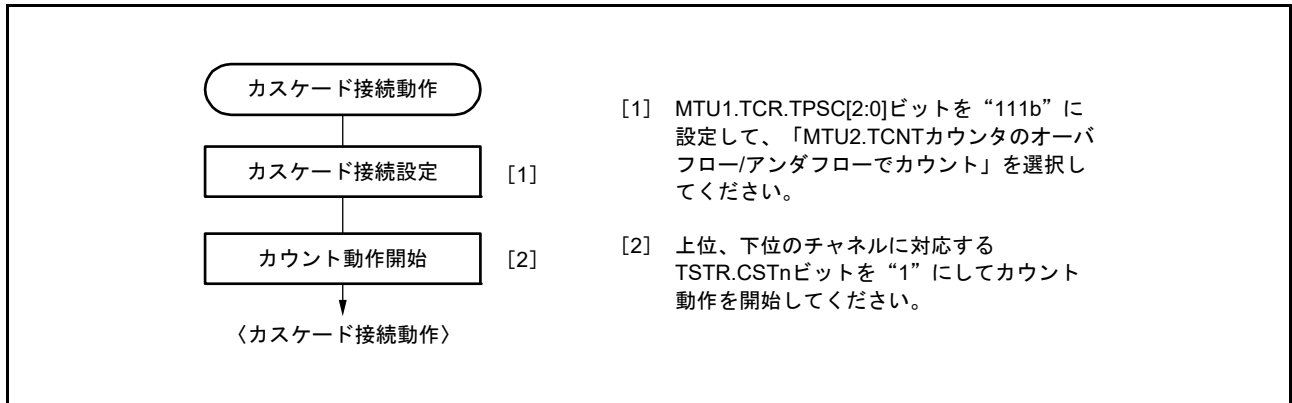 カスケード接続動作
カスケード接続設定 [1]
カウント動作開始 [2]
〈カスケード接続動作〉
[1] MTU1.TCR.TPSC[2:0]ビットを“111b”に
設定して、「MTU2.TCNTカウンタのオーバ
フロー/アンダフローでカウント」を選択し
てください。
[2] 上位、下位のチャネルに対応する
TSTR.CSTnビットを“1”にしてカウント
動作を開始してください。